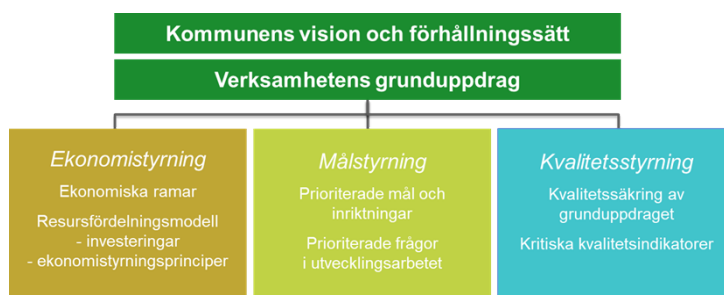 Kommunens vision och förhållningssätt
Verksamhetens grunduppdrag
Ekonomistyrning
Ekonomiska ramar
Resursfördelningsmodell
- investeringar
- ekonomistyrningsprinciper
Målstyrning
Prioriterade mål och
inriktningar
Prioriterade frågor
i utvecklingsarbetet
Kvalitetsstyrning
Kvalitetssäkring av
grunduppdraget
Kritiska kvalitetsindikatorer